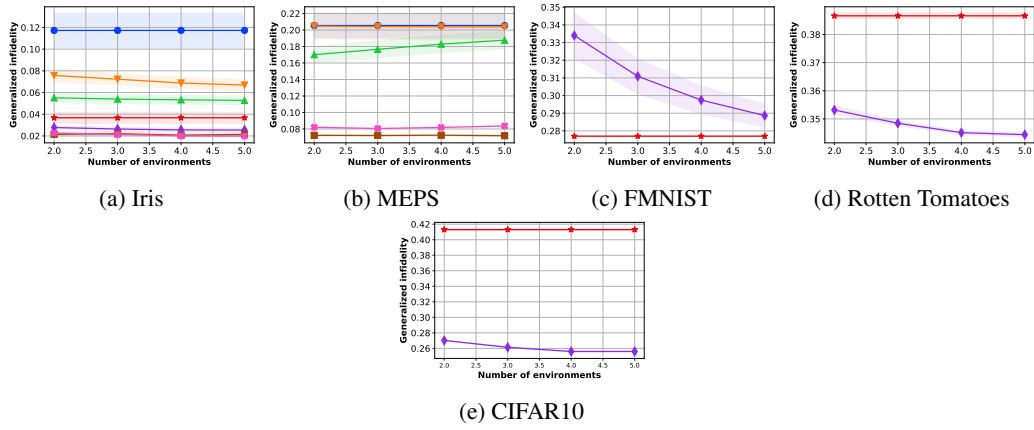 0.12
0.10
0.08
0.06
0.04
0.02
Generalized infidelity
2.0 2.5 3.0 3.5 4.0 4.5 5.0
Number of environments
(a) Iris
0.22
0.20
0.18
0.16
0.14
0.12
0.10
0.08
Generalized infidelity
2.0 2.5 3.0 3.5 4.0 4.5 5.0
Number of environments
(b) MEPS
0.35
0.34
0.33
0.32
0.31
0.30
0.29
0.28
Generalized infidelity
2.0 2.5 3.0 3.5 4.0 4.5 5.0
Number of environments
(c) FMNIST
0.38
0.37
0.36
0.35
Generalized infidelity
2.0 2.5 3.0 3.5 4.0 4.5 5.0
Number of environments
(d) Rotten Tomatoes
0.42
0.40
0.38
0.36
0.34
0.32
0.30
0.28
0.26
Generalized infidelity
2.0 2.5 3.0 3.5 4.0 4.5 5.0
Number of environments
(e) CIFAR10